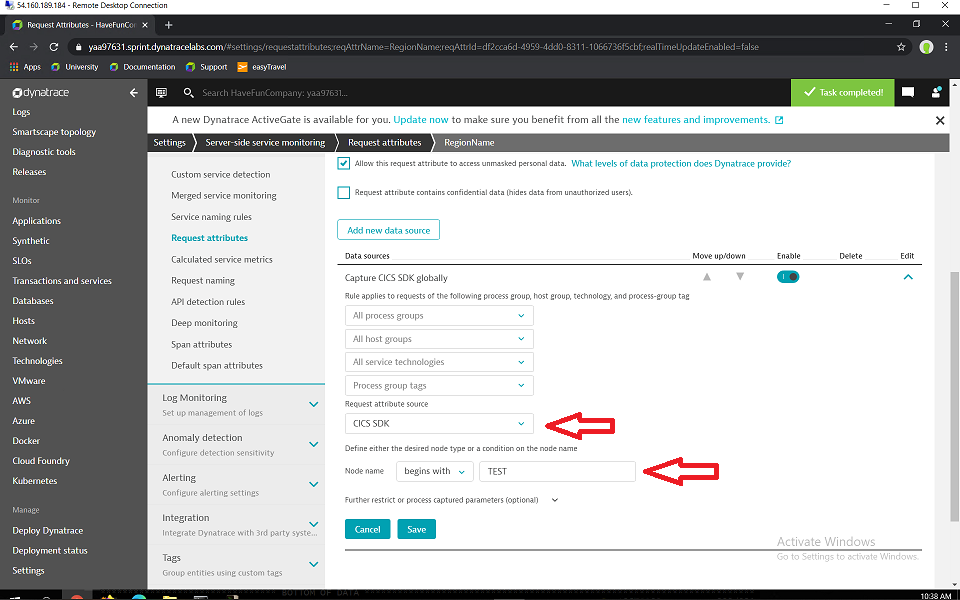 54.160.189.184 - Remote Desktop Connection
Request Attributes - HaveFunCor
yaa97631.sprint.dynatracelabs.com/#settings/requestattributes;reqAttrName=RegionName;reqAttrId=df2cca6d-4959-4dd0-8311-1066736f5cbf;realTimeUpdateEnabled=false
Apps University Documentation Support easyTravel
dynatrace
Search HaveFunCompany: yaa97631...
Task completed!
A new Dynatrace ActiveGate is available for you. Update now to make sure you benefit from all the new features and improvements.
Settings Server-side service monitoring Request attributes RegionName
Logs
Smartscape topology
Diagnostic tools
Releases
Monitor
Applications
Synthetic
SLOs
Transactions and services
Databases
Hosts
Network
Technologies
VMware
AWS
Azure
Docker
Cloud Foundry
Kubernetes
Manage
Deploy Dynatrace
Deployment status
Settings
Custom service detection
Merged service monitoring
Service naming rules
Request attributes
Calculated service metrics
Request naming
API detection rules
Deep monitoring
Span attributes
Default span attributes
Log Monitoring
Set up management of logs
Anomaly detection
Configure detection sensitivity
Alerting
Configure alerting settings
Integration
Integrate Dynatrace with 3rd party syste...
Tags
Group entities using custom tags
Allow this request attribute to access unmasked personal data. What levels of data protection does Dynatrace provide?
Request attribute contains confidential data (hides data from unauthorized users).
Add new data source
Data sources Move up/down Enable Delete Edit
Capture CICS SDK globally
Rule applies to requests of the following process group, host group, technology, and process-group tag
All process groups
All host groups
All service technologies
Process group tags
Request attribute source
CICS SDK
Define either the desired node type or a condition on the node name
Node name begins with TEST
Further restrict or process captured parameters (optional)
Cancel Save
Activate Windows
Go to Settings to activate Windows.
BOTTOM OF DATA
10:38 AM